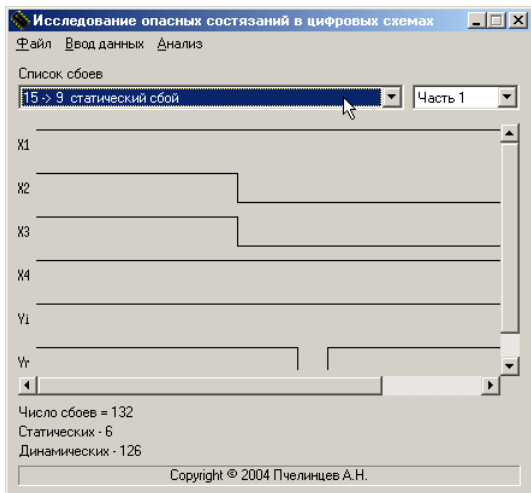 Исследование опасных состязаний в цифровых схемах
Файл Ввод данных Анализ
Список сбоев
15 -> 9 статический сбой Часть 1
X1
X2
X3
X4
Yi
Yr
Число сбоев = 132
Статических - 6
Динамических - 126
Copyright © 2004 Пчелинцев А.Н.